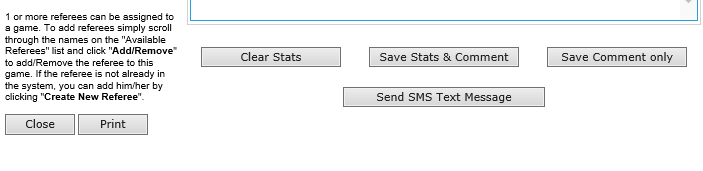 1 or more referees can be assigned to
a game. To add referees simply scroll
through the names on the "Available
Referees" list and click "Add/Remove"
to add/Remove the referee to this
game. If the referee is not already in
the system, you can add him/her by
clicking "Create New Referee".
Close
Print
Clear Stats
Save Stats & Comment
Save Comment only
Send SMS Text Message